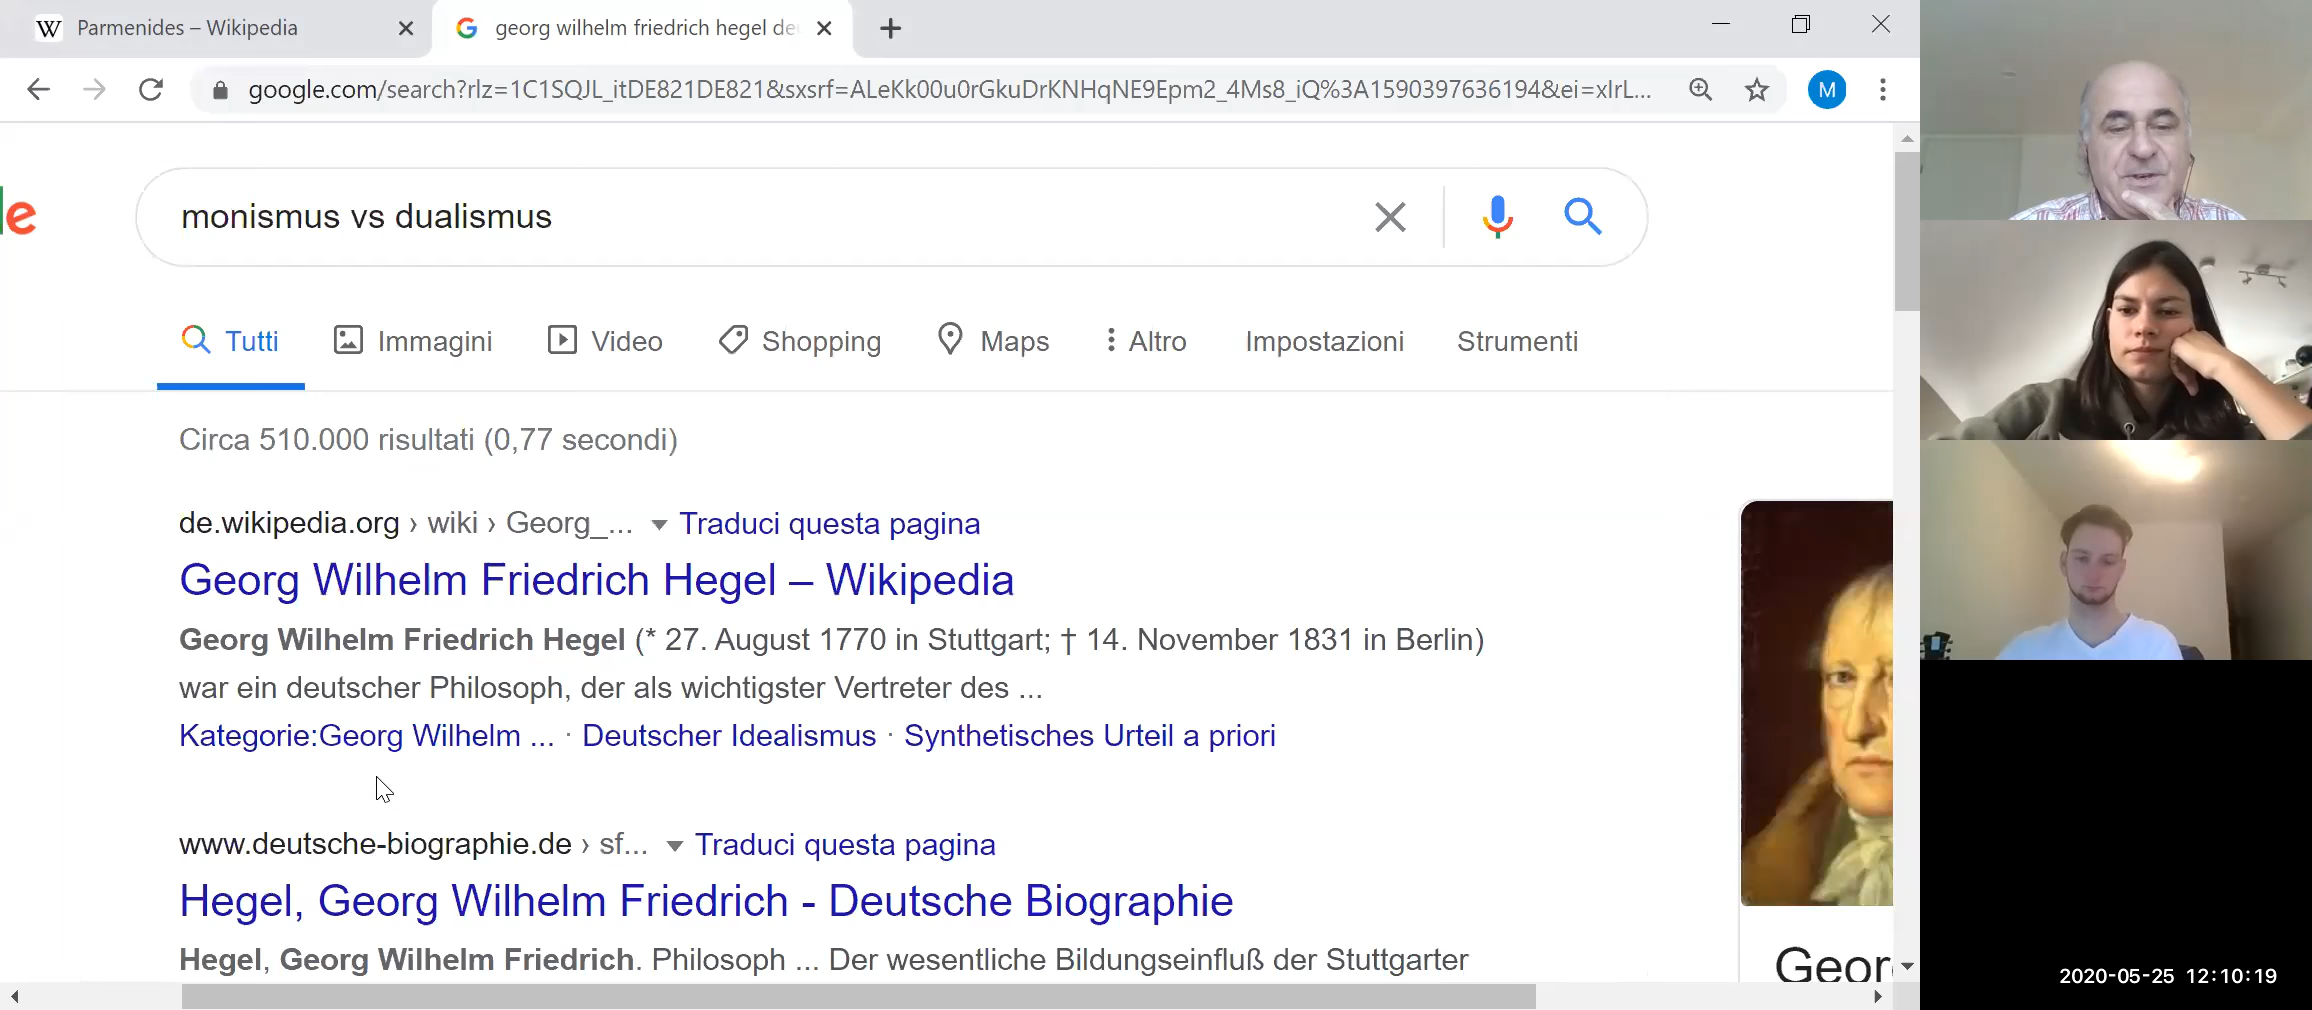 Parmenides – Wikipedia
georg wilhelm friedrich hegel de
google.com/search?rlz=1C1SQJL_itDE821DE821&sxsrf=ALeKk00u0rGkuDrKNHqNE9Epm2_4Ms8_iQ%3A1590397636194&ei=xIrL...
M
e
monismus vs dualismus
Tutti Immagini Video Shopping Maps Altro Impostazioni Strumenti
Circa 510.000 risultati (0,77 secondi)
de.wikipedia.org › wiki › Georg_... Traduci questa pagina
Georg Wilhelm Friedrich Hegel – Wikipedia
Georg Wilhelm Friedrich Hegel (* 27. August 1770 in Stuttgart; † 14. November 1831 in Berlin)
war ein deutscher Philosoph, der als wichtigster Vertreter des ...
Kategorie:Georg Wilhelm ... · Deutscher Idealismus · Synthetisches Urteil a priori
www.deutsche-biographie.de › sf... Traduci questa pagina
Hegel, Georg Wilhelm Friedrich - Deutsche Biographie
Hegel, Georg Wilhelm Friedrich. Philosoph ... Der wesentliche Bildungseinfluß der Stuttgarter
Geor
2020-05-25 12:10:19